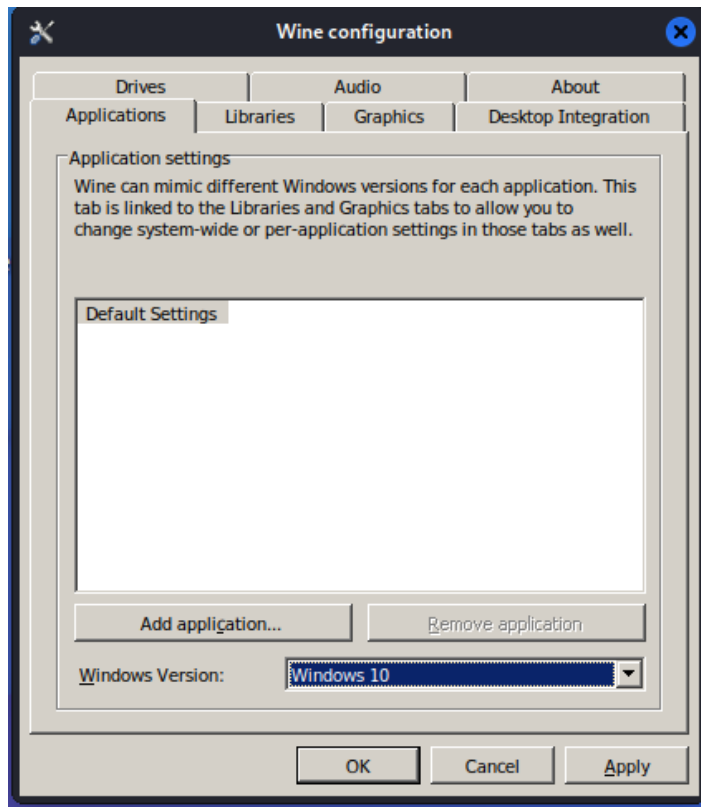 Wine configuration
Drives
Audio
About
Applications
Libraries
Graphics
Desktop Integration
Application settings
Wine can mimic different Windows versions for each application. This
tab is linked to the Libraries and Graphics tabs to allow you to
change system-wide or per-application settings in those tabs as well.
Default Settings
Add application...
Remove application
Windows Version:
Windows 10
OK
Cancel
Apply